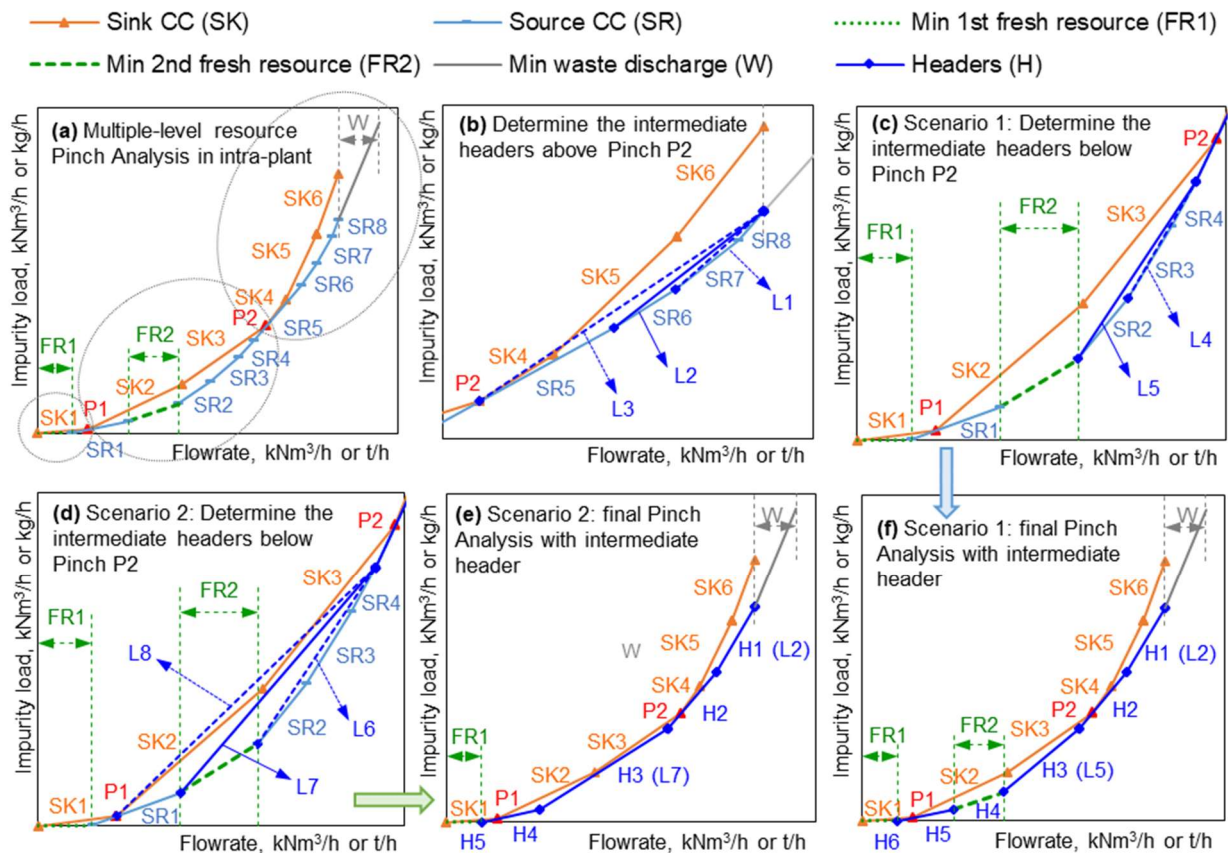 Sink CC (SK)
Source CC (SR)
Min 1st fresh resource (FR1)
Min 2nd fresh resource (FR2)
Min waste discharge (W)
Headers (H)
(a) Multiple-level resource
Pinch Analysis in intra-plant
W
SK6
SK5
SR8
SR7
SR6
SK4
P2
SR5
SR4
SR3
SR2
SK3
FR2
FR1
SK2
SK1
P1
SR1
Impurity load, kNm³/h or kg/h
Flowrate, kNm³/h or t/h
(b) Determine the intermediate
headers above Pinch P2
SK6
SK5
SR8
SR7
L1
SR6
SK4
L2
P2
SR5
L3
Impurity load, kNm³/h or kg/h
Flowrate, kNm³/h or t/h
(c) Scenario 1: Determine the
intermediate headers below
Pinch P2
P2
FR2
SK3
SR4
FR1
SR3
SK2
SR2
L4
L5
SK1
P1
SR1
Impurity load, kNm³/h or kg/h
Flowrate, kNm³/h or t/h
(d) Scenario 2: Determine the
intermediate headers below
Pinch P2
P2
SK3
FR2
SR4
FR1
L8
SR3
SK2
L6
SR2
L7
P1
SK1
SR1
Impurity load, kNm³/h or kg/h
Flowrate, kNm³/h or t/h
(e) Scenario 2: final Pinch
Analysis with intermediate
header
W
SK6
W
SK5
H1 (L2)
SK4
P2
H2
SK3
FR1
SK2
H3 (L7)
SK1
P1
H4
H5
Impurity load, kNm³/h or kg/h
Flowrate, kNm³/h or t/h
(f) Scenario 1: final Pinch
Analysis with intermediate
header
W
SK6
SK5
H1 (L2)
SK4
P2
H2
SK3
FR2
FR1
SK2
H3 (L5)
SK1
P1
H4
H5
H6
Impurity load, kNm³/h or kg/h
Flowrate, kNm³/h or t/h